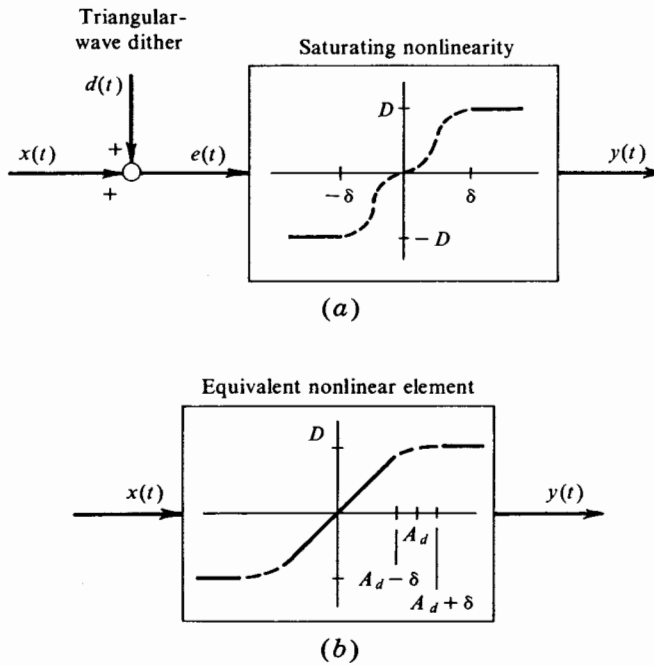 Triangular-
wave dither
d(t)
Saturating nonlinearity
D
x(t)
+
+
e(t)
y(t)
−δ
δ
−D
(a)
Equivalent nonlinear element
D
x(t)
y(t)
A_d
A_d − δ
A_d + δ
(b)